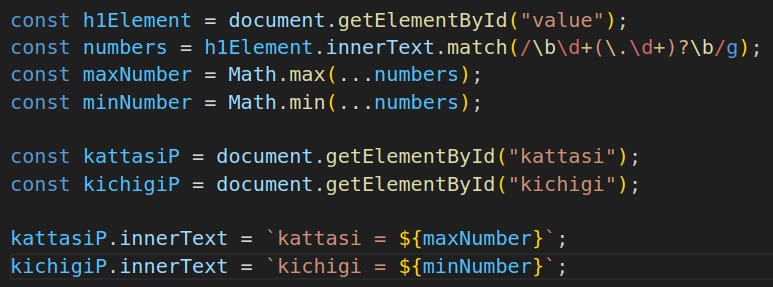 const h1Element = document.getElementById("value");
const numbers = h1Element.innerText.match(/\b\d+(\.\d+)?\b/g);
const maxNumber = Math.max(...numbers);
const minNumber = Math.min(...numbers);

const kattasiP = document.getElementById("kattasi");
const kichigiP = document.getElementById("kichigi");

kattasiP.innerText = `kattasi = ${maxNumber}`;
kichigiP.innerText = `kichigi = ${minNumber}`;